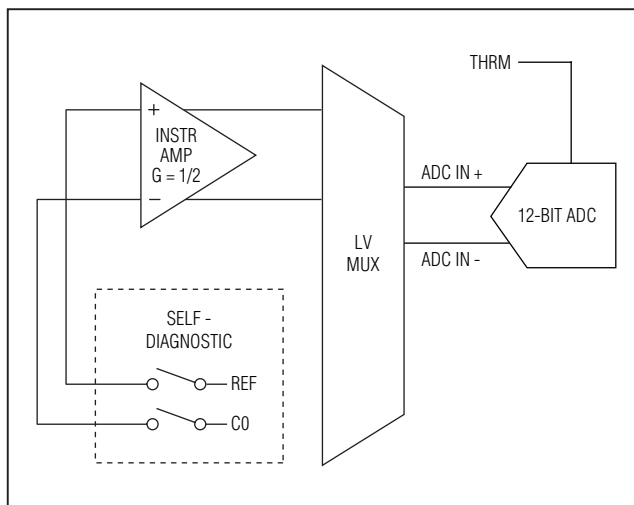 THRM
+
INSTR
AMP
G = 1/2
−
ADC IN +
12-BIT ADC
LV
MUX
ADC IN -
SELF -
DIAGNOSTIC
REF
C0